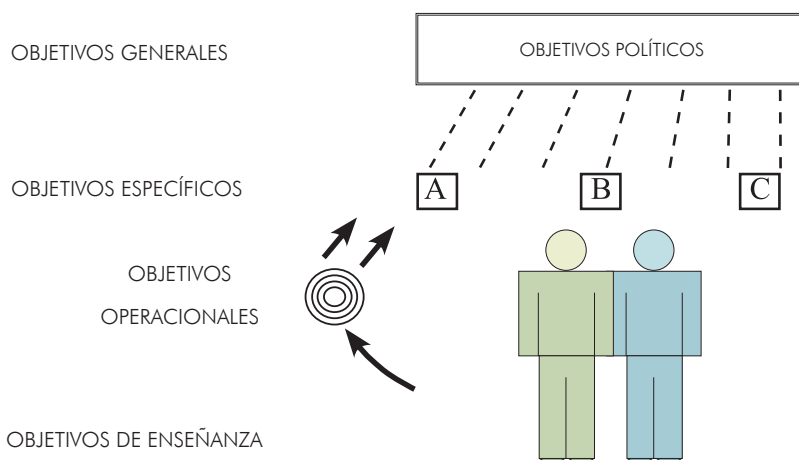 OBJETIVOS GENERALES
OBJETIVOS POLÍTICOS
OBJETIVOS ESPECÍFICOS
A
B
C
OBJETIVOS
OPERACIONALES
OBJETIVOS DE ENSEÑANZA